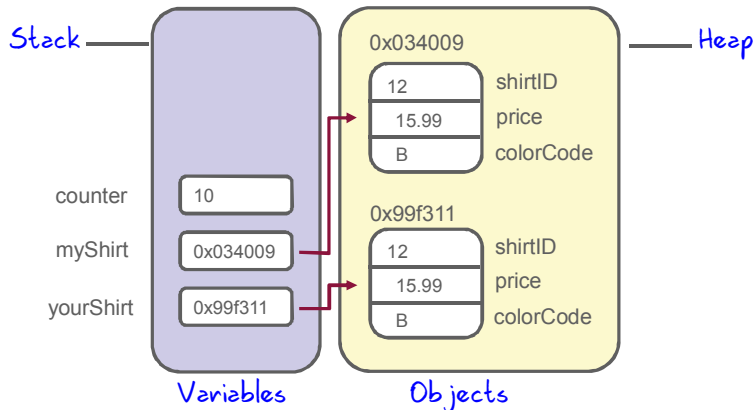 Stack
Heap
0x034009
12 shirtID
15.99 price
B colorCode
counter 10
myShirt 0x034009
yourShirt 0x99f311
0x99f311
12 shirtID
15.99 price
B colorCode
Variables
Objects